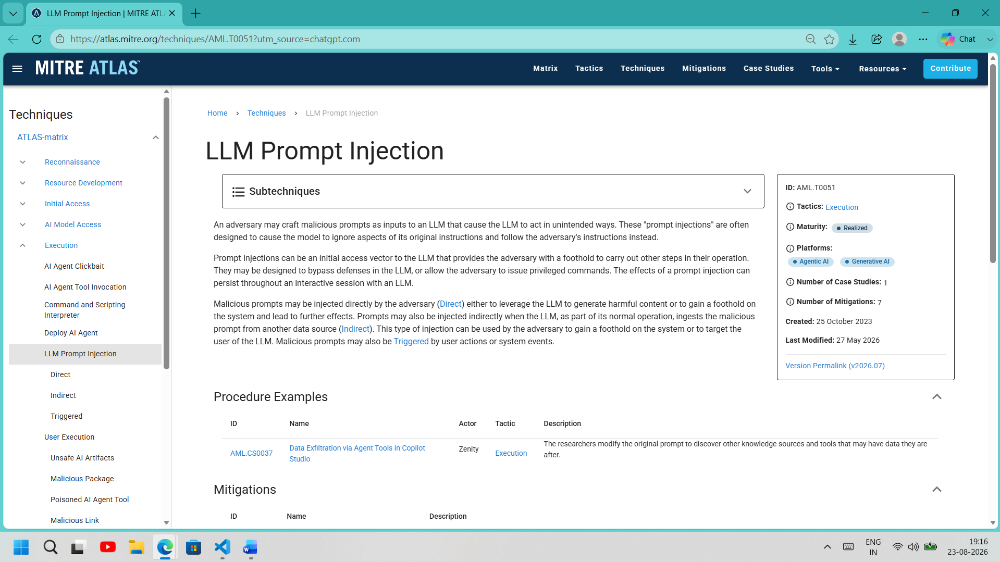 LLM Prompt Injection | MITRE ATL
https://atlas.mitre.org/techniques/AML.T0051?utm_source=chatgpt.com
Chat
MITRE ATLAS™
Matrix
Tactics
Techniques
Mitigations
Case Studies
Tools
Resources
Contribute
Techniques
ATLAS-matrix
Reconnaissance
Resource Development
Initial Access
AI Model Access
Execution
AI Agent Clickbait
AI Agent Tool Invocation
Command and Scripting
Interpreter
Deploy AI Agent
LLM Prompt Injection
Direct
Indirect
Triggered
User Execution
Unsafe AI Artifacts
Malicious Package
Poisoned AI Agent Tool
Malicious Link
Home > Techniques > LLM Prompt Injection
LLM Prompt Injection
Subtechniques
An adversary may craft malicious prompts as inputs to an LLM that cause the LLM to act in unintended ways. These "prompt injections" are often
designed to cause the model to ignore aspects of its original instructions and follow the adversary's instructions instead.
Prompt Injections can be an initial access vector to the LLM that provides the adversary with a foothold to carry out other steps in their operation.
They may be designed to bypass defenses in the LLM, or allow the adversary to issue privileged commands. The effects of a prompt injection can
persist throughout an interactive session with an LLM.
Malicious prompts may be injected directly by the adversary (Direct) either to leverage the LLM to generate harmful content or to gain a foothold on
the system and lead to further effects. Prompts may also be injected indirectly when the LLM, as part of its normal operation, ingests the malicious
prompt from another data source (Indirect). This type of injection can be used by the adversary to gain a foothold on the system or to target the
user of the LLM. Malicious prompts may also be Triggered by user actions or system events.
ID: AML.T0051
Tactics: Execution
Maturity: Realized
Platforms:
Agentic AI
Generative AI
Number of Case Studies: 1
Number of Mitigations: 7
Created: 25 October 2023
Last Modified: 27 May 2026
Version Permalink (v2026.07)
Procedure Examples
ID Name Actor Tactic Description
AML.CS0037
Data Exfiltration via Agent Tools in Copilot
Studio
Zenity
Execution
The researchers modify the original prompt to discover other knowledge sources and tools that may have data they are
after.
Mitigations
ID Name Description
ENG
IN
19:16
23-08-2026